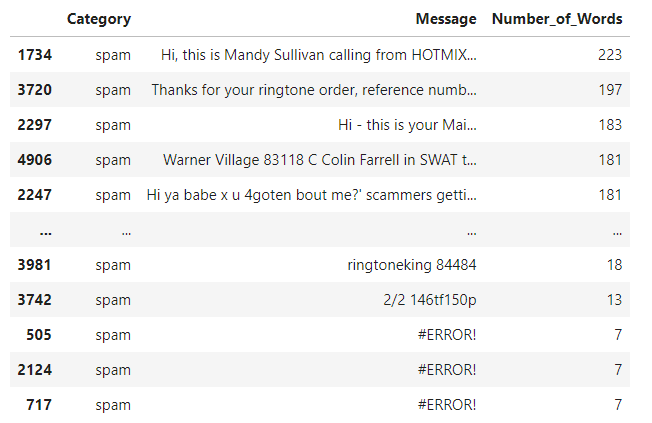 Category Message Number_of_Words
1734 spam Hi, this is Mandy Sullivan calling from HOTMIX... 223
3720 spam Thanks for your ringtone order, reference numb... 197
2297 spam Hi - this is your Mai... 183
4906 spam Warner Village 83118 C Colin Farrell in SWAT t... 181
2247 spam Hi ya babe x u 4goten bout me?' scammers getti... 181
... ... ... ...
3981 spam ringtoneking 84484 18
3742 spam 2/2 146tf150p 13
505 spam #ERROR! 7
2124 spam #ERROR! 7
717 spam #ERROR! 7